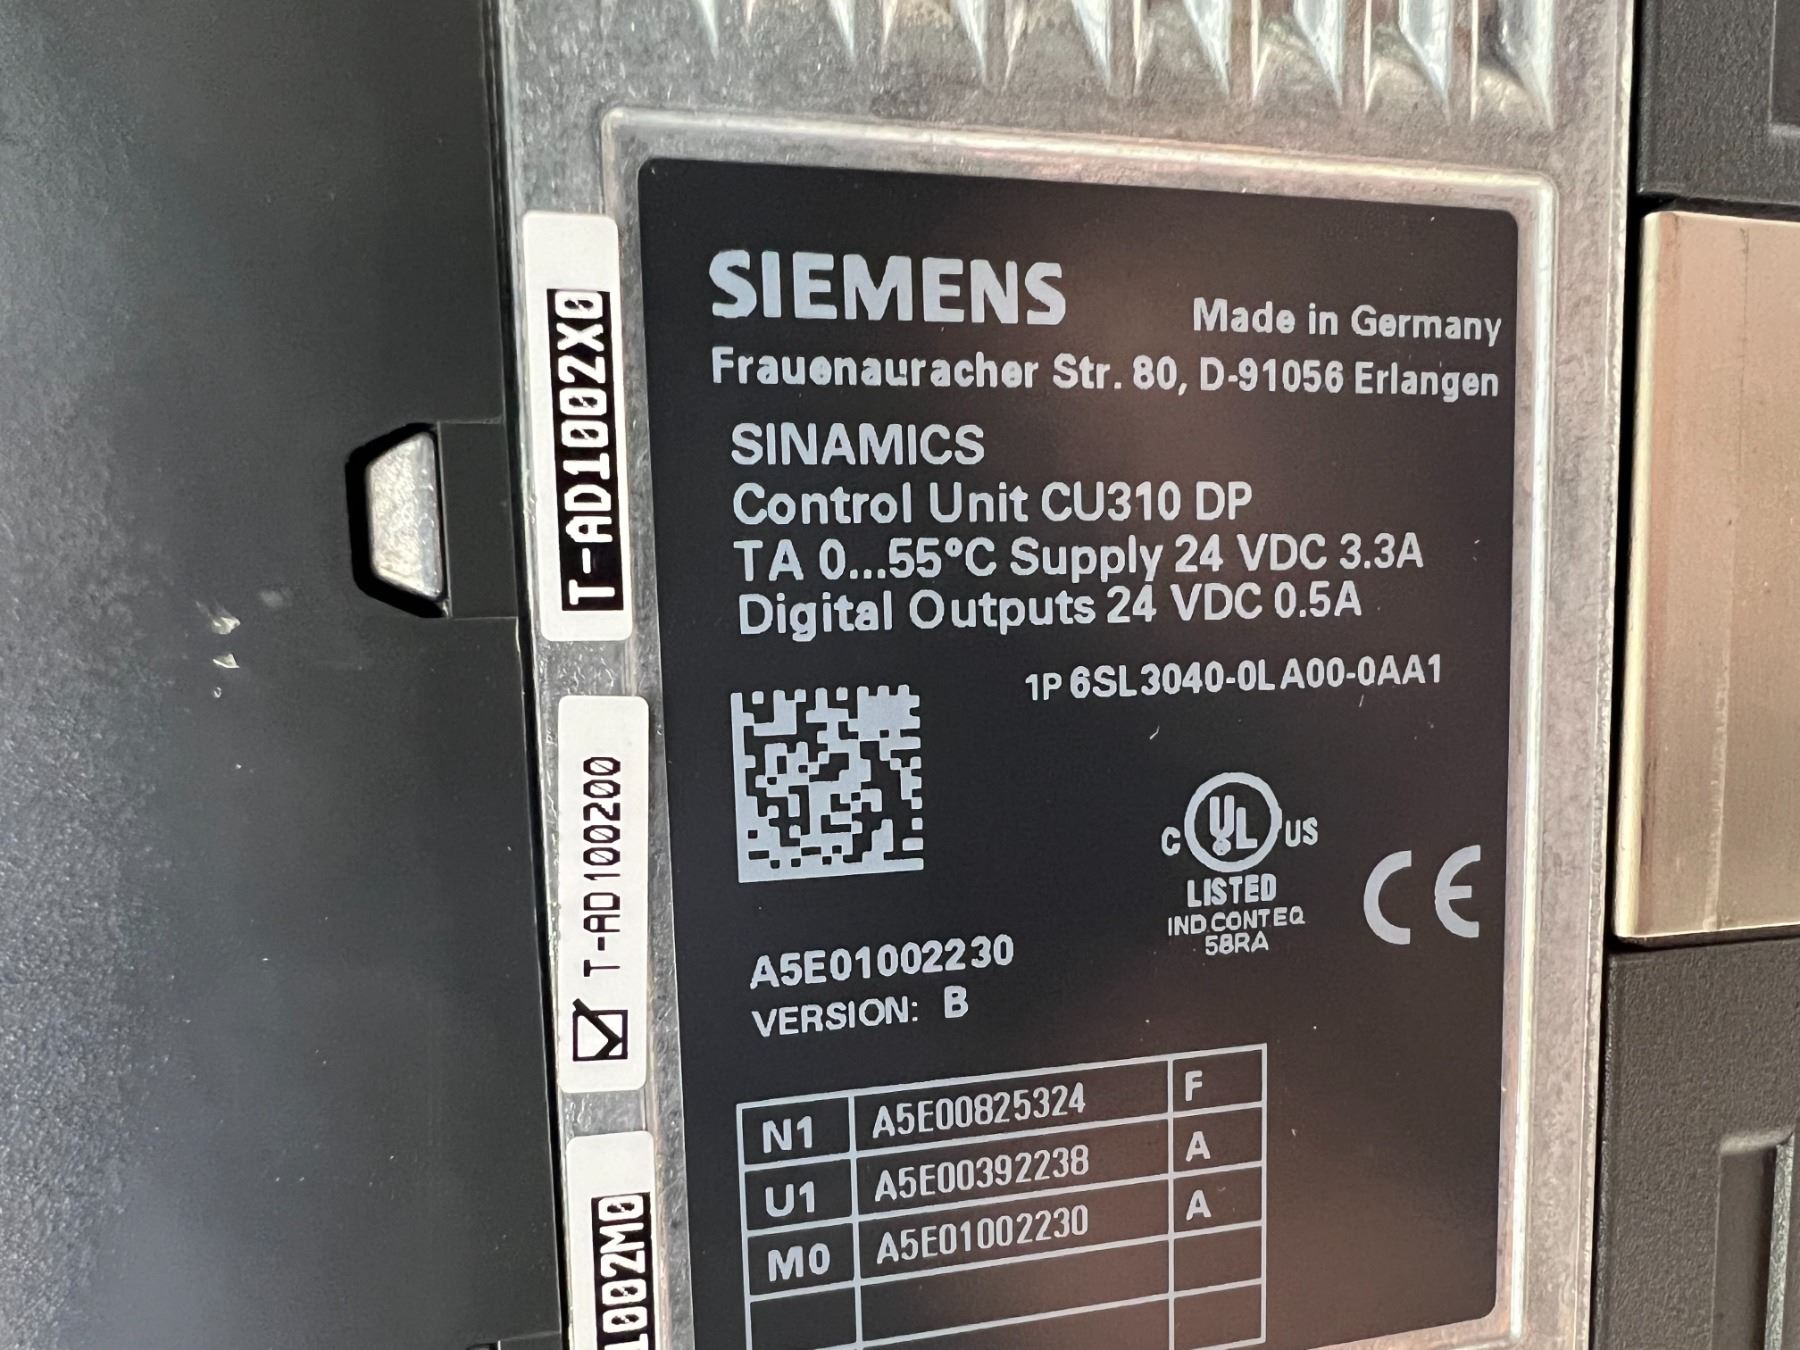 SIEMENS
Made in Germany
Frauenauracher Str. 80, D-91056 Erlangen
SINAMICS
Control Unit CU310 DP
TA 0...55°C Supply 24 VDC 3.3A
Digital Outputs 24 VDC 0.5A
1P 6SL3040-0LA00-0AA1
C UL US
LISTED
IND.CONT.EQ
58RA
CE
A5E01002230
VERSION: B
N1 A5E00825324 F
U1 A5E00392238 A
M0 A5E01002230 A
T-AD1002X0
T-AD100200
1002M0